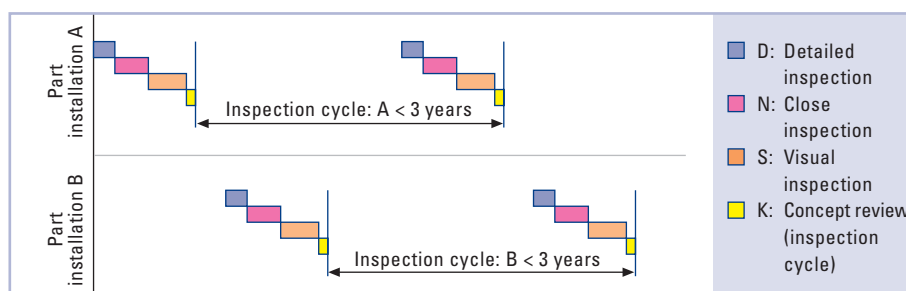 Part
installation A
Inspection cycle: A < 3 years
Part
installation B
Inspection cycle: B < 3 years
D: Detailed
inspection
N: Close
inspection
S: Visual
inspection
K: Concept review
(inspection
cycle)